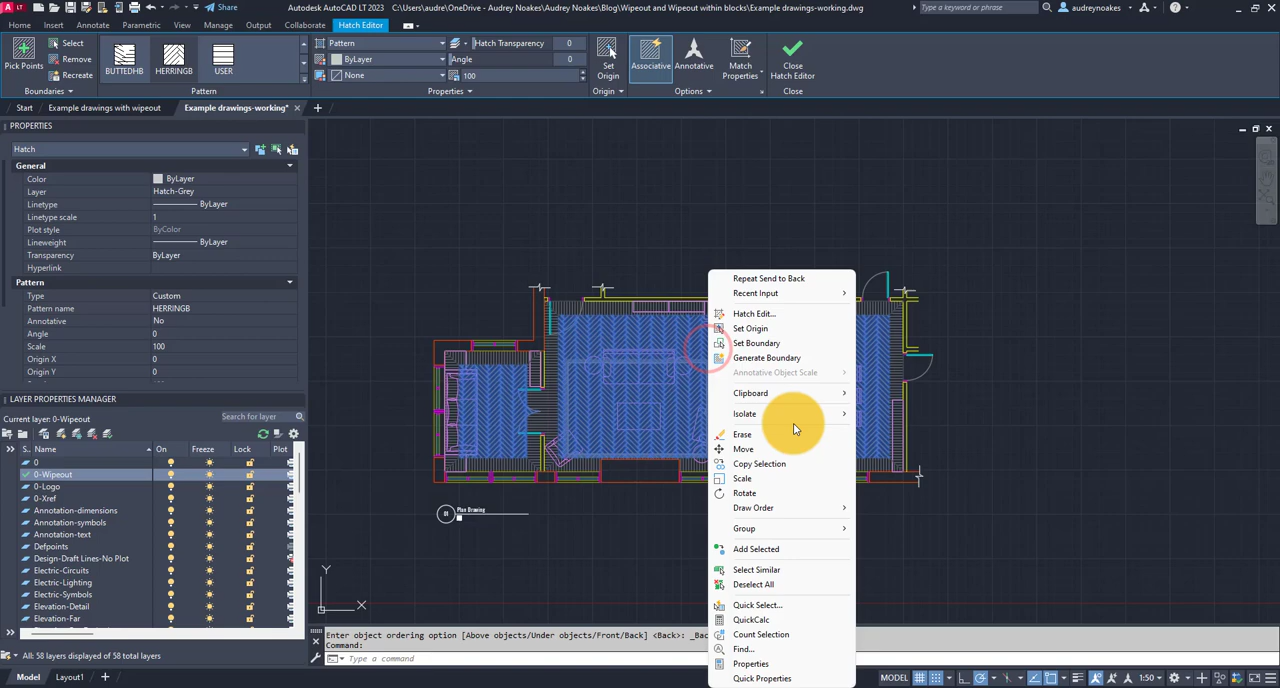 Share
Autodesk AutoCAD LT 2023 C:\Users\audre\OneDrive - Audrey Noakes\Audrey Noakes\Blog\Wipeout and Wipeout within blocks\Example drawings-working.dwg
Type a keyword or phrase
audreynoakes
Home Insert Annotate Parametric View Manage Output Collaborate Hatch Editor
Pick Points
Select
Remove
Recreate
Boundaries
BUTTEDHB
HERRINGB
USER
Pattern
Pattern
ByLayer
None
Hatch Transparency 0
Angle 0
100
Properties
Set
Origin
Origin
Associative
Annotative
Match
Properties
Options
Close
Hatch Editor
Close
Start Example drawings with wipeout Example drawings-working*
PROPERTIES
Hatch
General
Color ByLayer
Layer Hatch-Grey
Linetype ByLayer
Linetype scale 1
Plot style ByColor
Lineweight ByLayer
Transparency ByLayer
Hyperlink
Pattern
Type Custom
Pattern name HERRINGB
Annotative No
Angle 0
Scale 100
Origin X 0
Origin Y 0
LAYER PROPERTIES MANAGER
Current layer: 0-Wipeout
Search for layer
S.. Name On Freeze Lock Plot
0
0-Wipeout
0-Logo
0-Xref
Annotation-dimensions
Annotation-symbols
Annotation-text
Defpoints
Design-Draft Lines-No Plot
Electric-Circuits
Electric-Lighting
Electric-Symbols
Elevation-Detail
Elevation-Far
All: 58 layers displayed of 58 total layers
01 Plan Drawing
Y
X
Repeat Send to Back
Recent Input
Hatch Edit...
Set Origin
Set Boundary
Generate Boundary
Annotative Object Scale
Clipboard
Isolate
Erase
Move
Copy Selection
Scale
Rotate
Draw Order
Group
Add Selected
Select Similar
Deselect All
Quick Select...
QuickCalc
Count Selection
Find...
Properties
Quick Properties
Enter object ordering option [Above objects/Under objects/Front/Back] <Back>: _Bac
Command:
Type a command
Model Layout1
MODEL
1:50